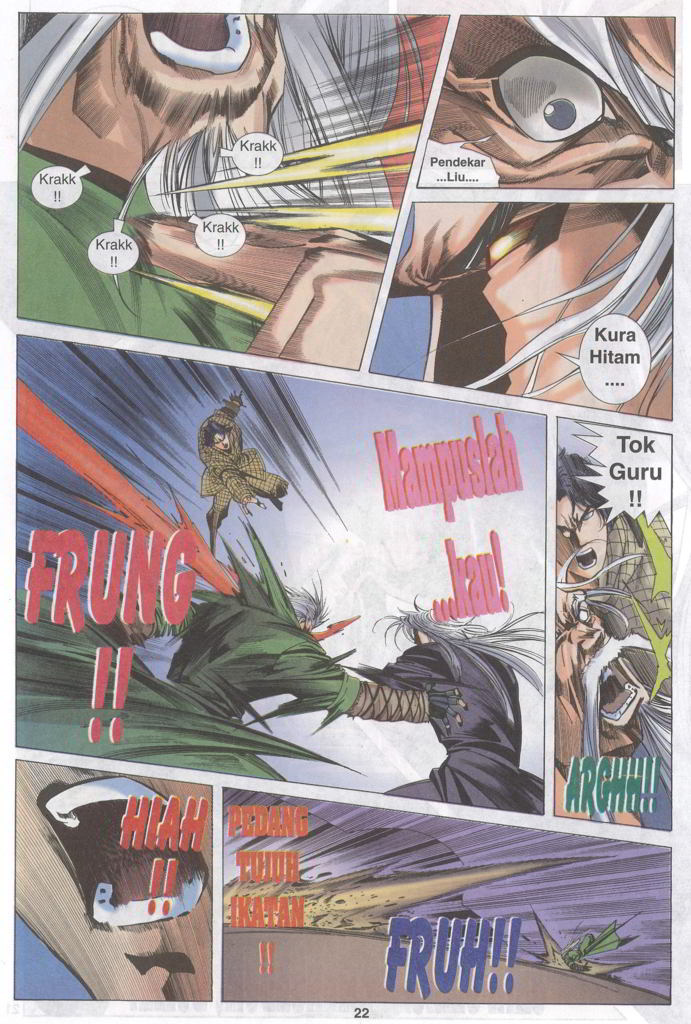 Krakk
!!
Krakk
!!
Krakk
!!
Krakk
!!
Pendekar
...Liu....
Kura
Hitam
....
FRUNG
!!
Mampuslah
...kau!
Tok
Guru
!!
ARGHH!!
HIAH
!!
PEDANG
TUJUH
IKATAN
!!
FRUH!!
22